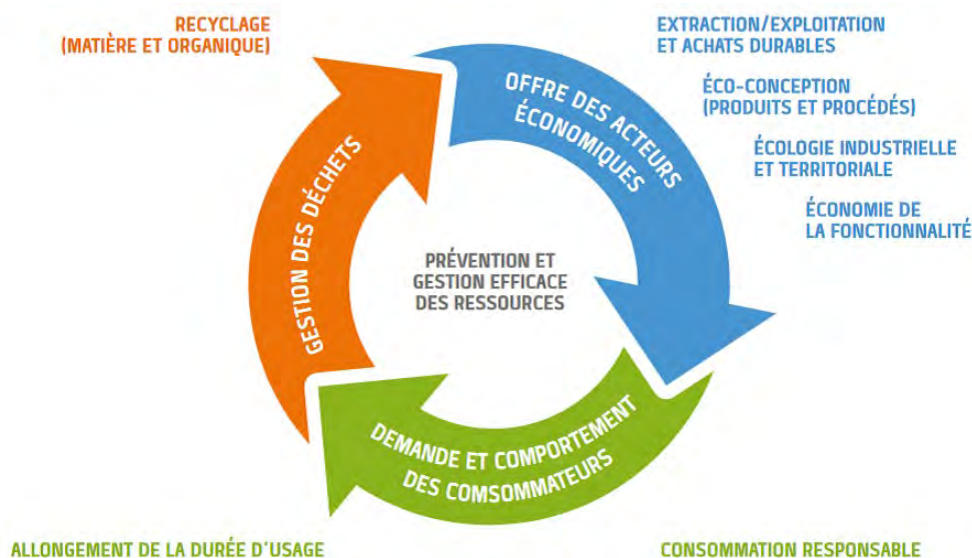 RECYCLAGE
(MATIÈRE ET ORGANIQUE)
EXTRACTION/EXPLOITATION
ET ACHATS DURABLES
ÉCO-CONCEPTION
(PRODUITS ET PROCÉDÉS)
ÉCOLOGIE INDUSTRIELLE
ET TERRITORIALE
ÉCONOMIE DE
LA FONCTIONNALITÉ
OFFRE DES ACTEURS
ÉCONOMIQUES
GESTION DES DÉCHETS
PRÉVENTION ET
GESTION EFFICACE
DES RESSOURCES
DEMANDE ET COMPORTEMENT
DES COMSOMMATEURS
ALLONGEMENT DE LA DURÉE D'USAGE
CONSOMMATION RESPONSABLE